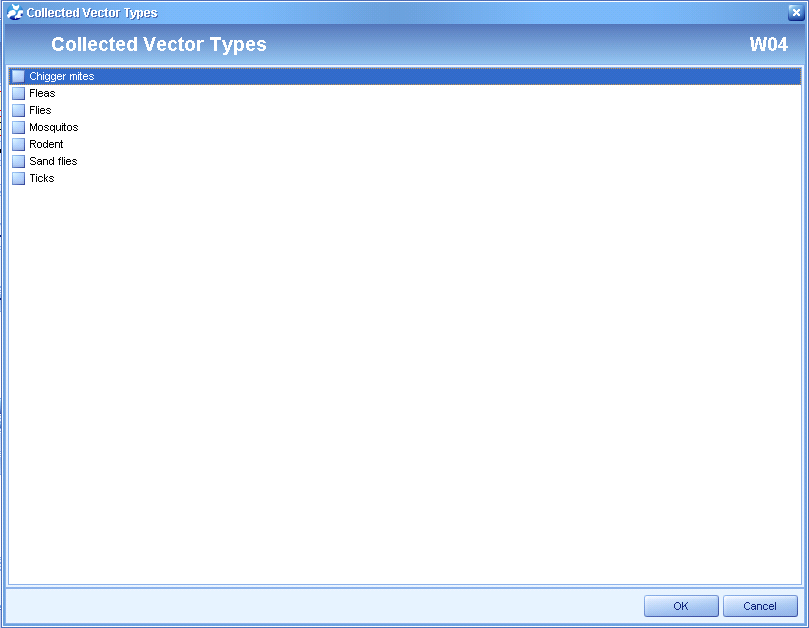 Collected Vector Types
Collected Vector Types W04
Chigger mites
Fleas
Flies
Mosquitos
Rodent
Sand flies
Ticks
OK Cancel